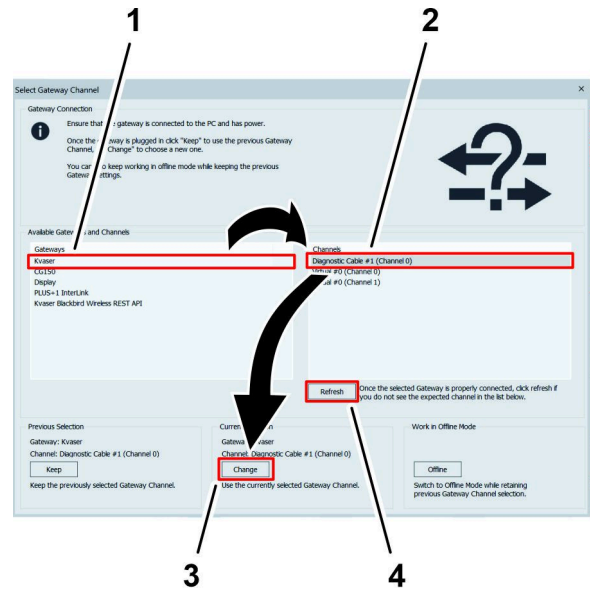 1
2
Select Gateway Channel
×
Gateway Connection
Ensure that gateway is connected to the PC and has power.
Once the gateway is plugged in click "Keep" to use the previous Gateway
Channel, "Change" to choose a new one.
You can to keep working in offline mode while keeping the previous
Gateway settings.
Available Gateways and Channels
Gateways
Channels
Kvaser
Diagnostic Cable #1 (Channel 0)
CG150
Virtual #0 (Channel 0)
Display
#0 (Channel 1)
PLUS+1 InterLink
Kvaser Blackbird Wireless REST API
Refresh
Once the selected Gateway is properly connected, click refresh if
you do not see the expected channel in the list below.
Previous Selection
Current
Work in Offline Mode
Gateway: Kvaser
Channel: Diagnostic Cable #1 (Channel 0)
Channel: Diagnostic Cable #1 (Channel 0)
Keep
Change
Offline
Keep the previously selected Gateway Channel.
Use the currently selected Gateway Channel.
Switch to Offline Mode while retaining
previous Gateway Channel selection.
3
4